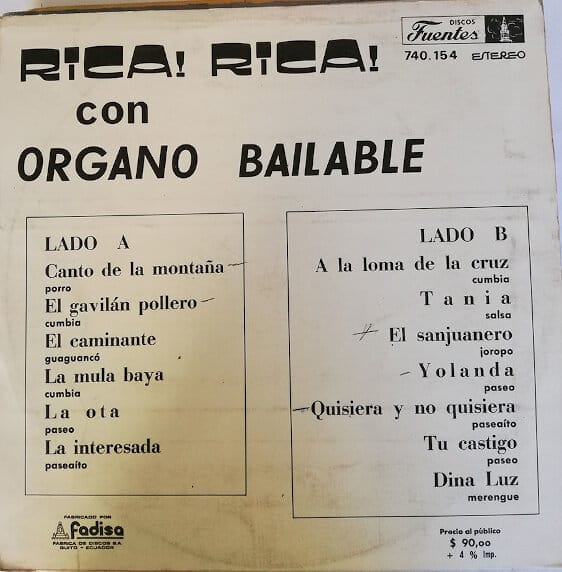 RICA! RICA!
DISCOS
Fuentes
740.154 ESTEREO
con
ORGANO BAILABLE
LADO A
Canto de la montaña
porro
El gavilán pollero
cumbia
El caminante
guaguancó
La mula baya
cumbia
La ota
paseo
La interesada
paseaíto
LADO B
A la loma de la cruz
cumbia
Tania
salsa
El sanjuanero
joropo
Yolanda
paseo
Quisiera y no quisiera
paseaíto
Tu castigo
paseo
Dina Luz
merengue
FABRICADO POR
fadisa
FABRICA DE DISCOS S.A.
QUITO - ECUADOR
Precio al público
$ 90,00
+ 4 % Imp.